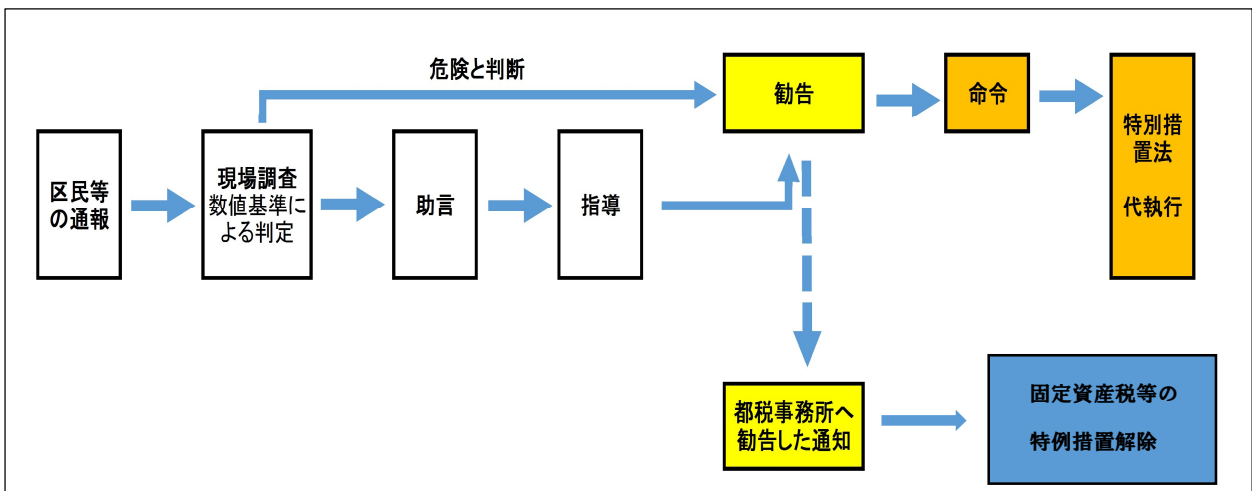 危険と判断
勧告
命令
特別措
置法
代執行
区民等
の通報
現場調査
数値基準に
よる判定
助言
指導
都税事務所へ
勧告した通知
固定資産税等の
特例措置解除